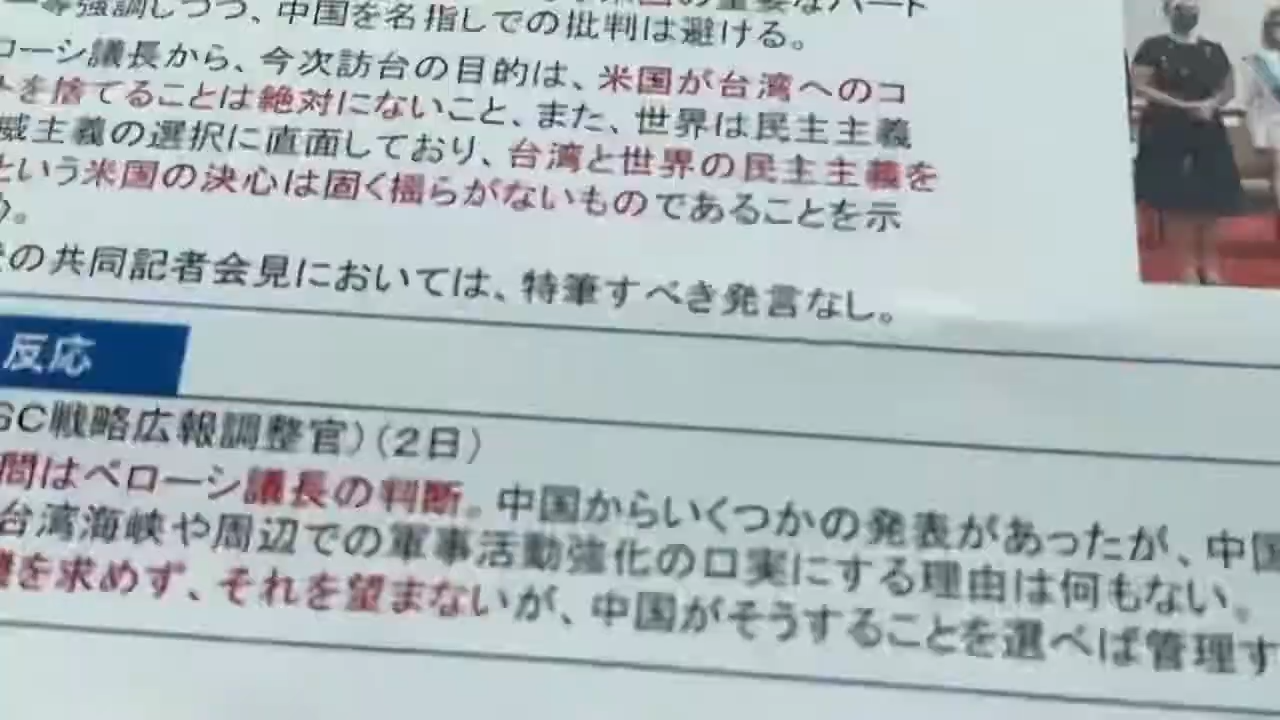 等強調しつつ、中国を名指しでの批判は避ける。
ローシ議長から、今次訪台の目的は、米国が台湾へのコ
トを捨てることは絶対にないこと、また、世界は民主主義
威主義の選択に直面しており、台湾と世界の民主主義を
という米国の決心は固く揺らがないものであることを示
の共同記者会見においては、特筆すべき発言なし。
反応
SC戦略広報調整官)(2日)
問はペローシ議長の判断。中国からいくつかの発表があったが、中国
台湾海峡や周辺での軍事活動強化の口実にする理由は何もない。
を求めず、それを望まないが、中国がそうすることを選べば管理す